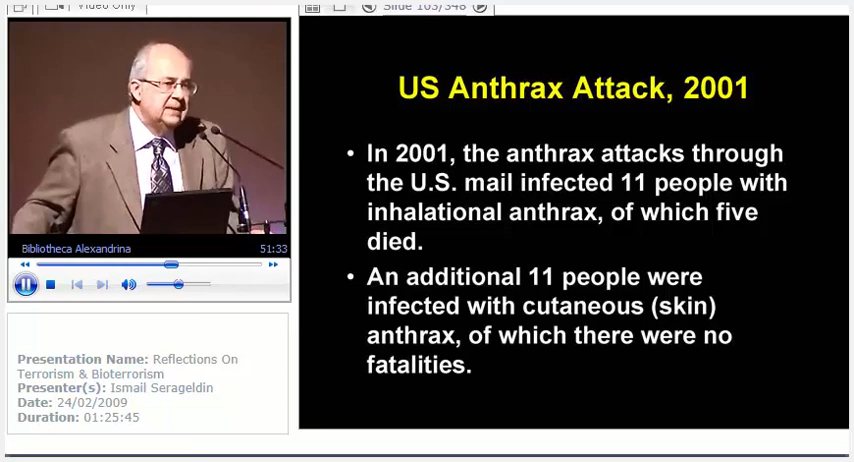 Video Only
Slide 103/348
US Anthrax Attack, 2001
• In 2001, the anthrax attacks through
the U.S. mail infected 11 people with
inhalational anthrax, of which five
died.
• An additional 11 people were
infected with cutaneous (skin)
anthrax, of which there were no
fatalities.
Bibliotheca Alexandrina 51:33
Presentation Name: Reflections On
Terrorism & Bioterrorism
Presenter(s): Ismail Serageldin
Date: 24/02/2009
Duration: 01:25:45